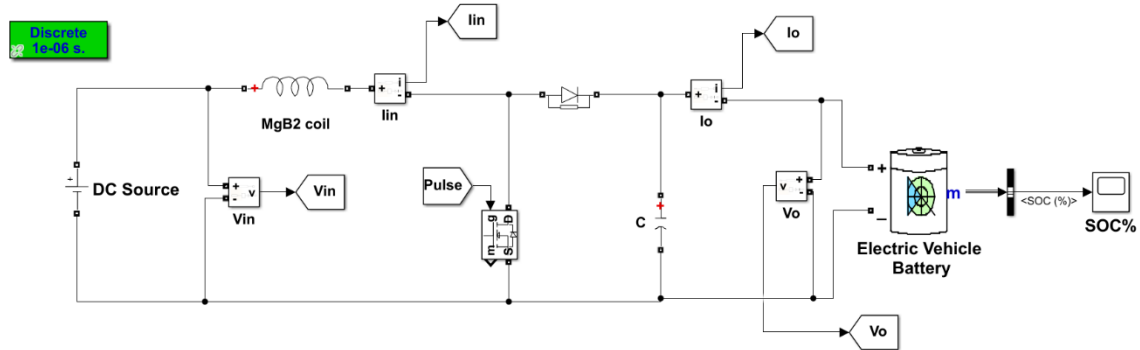 Discrete
1e-06 s.
Iin
Io
MgB2 coil
+
i
-
Iin
+
i
-
Io
DC Source
+
+
-
v
Vin
Vin
Pulse
g
D
m
S
C
+
v
+
-
Vo
+
–
m
<SOC (%)>
SOC%
Electric Vehicle
Battery
Vo